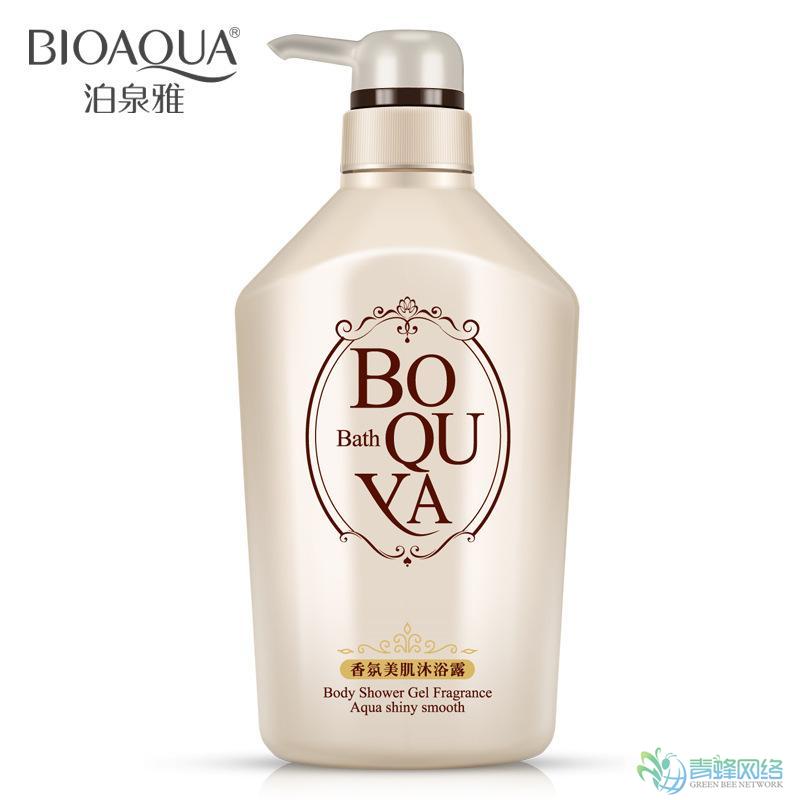 BIOAQUA®
泊泉雅
BO
Bath QU
YA
香氛美肌沐浴露
Body Shower Gel Fragrance
Aqua shiny smooth
青蜂网络
GREEN BEE NETWORK